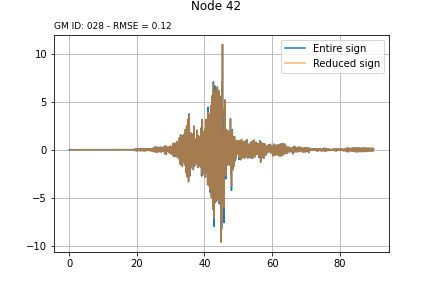 Node 42
GM ID: 028 - RMSE = 0.12
Entire sign
Reduced sign
10
5
0
−5
−10
0 20 40 60 80